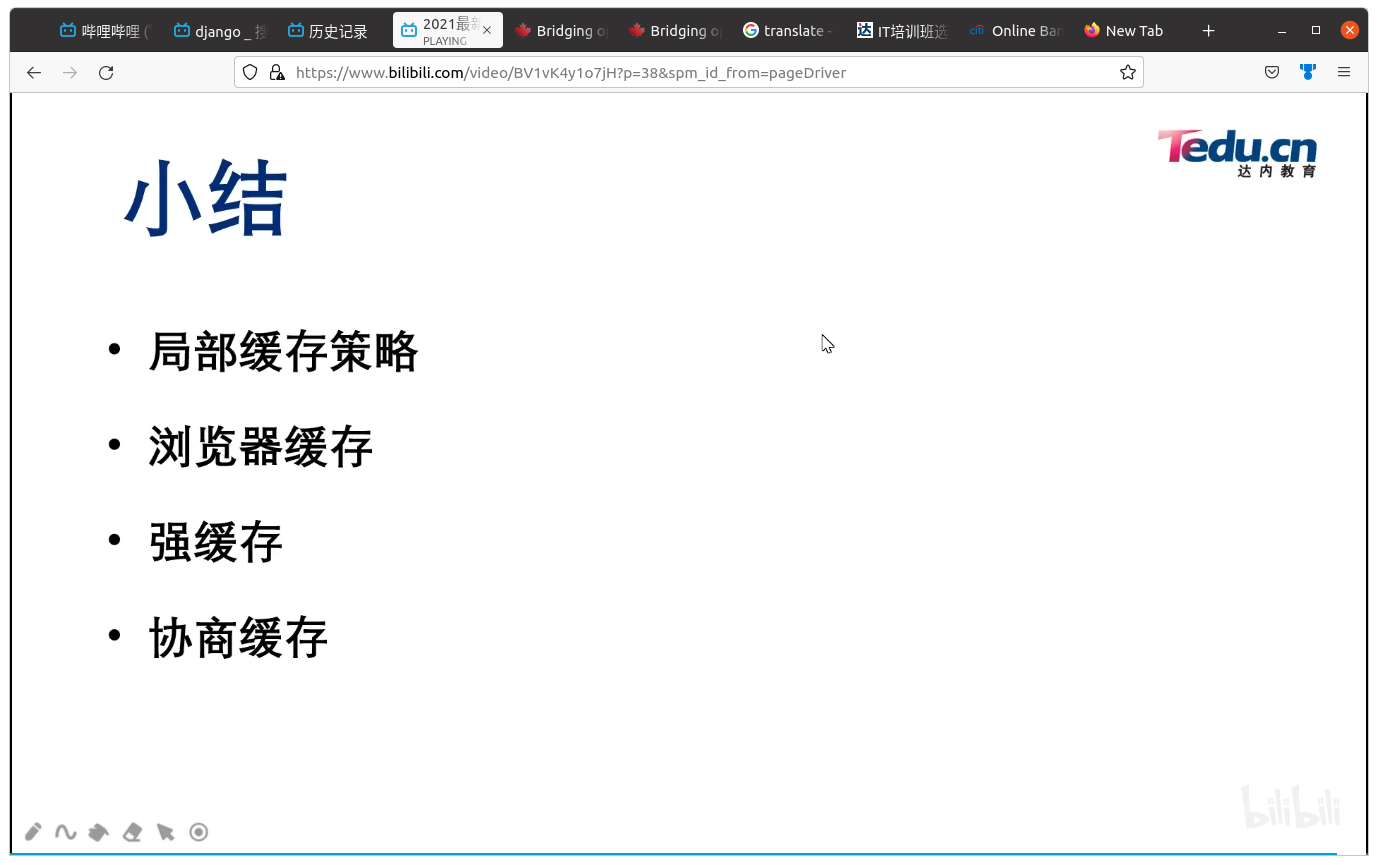 哔哩哔哩 (
django _ 
历史记录
2021最新
PLAYING
Bridging o
Bridging o
translate -
IT培训班选
citi
Online Ban
New Tab
https://www.bilibili.com/video/BV1vK4y1o7jH?p=38&spm_id_from=pageDriver
Tedu.cn
达内教育
小结
• 局部缓存策略
• 浏览器缓存
• 强缓存
• 协商缓存
bilibili